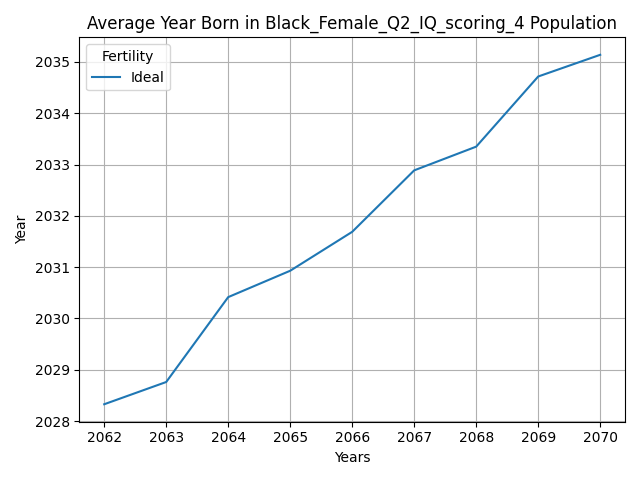 Average Year Born in Black_Female_Q2_IQ_scoring_4 Population
Fertility
Ideal
2035
2034
2033
2032
2031
2030
2029
2028
Year
2062 2063 2064 2065 2066 2067 2068 2069 2070
Years